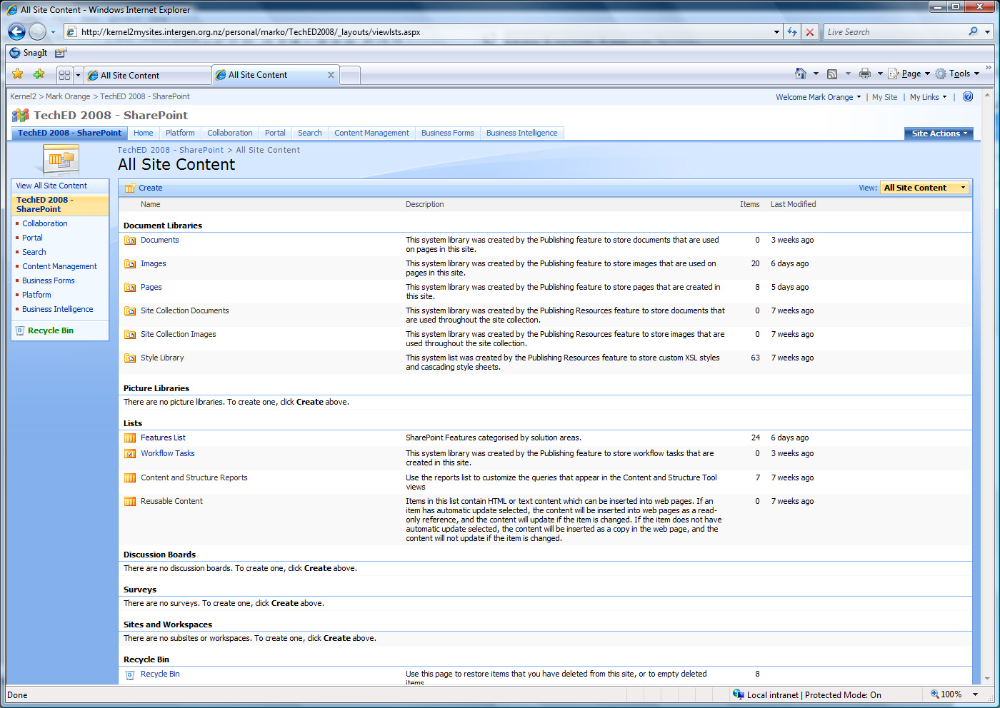 All Site Content - Windows Internet Explorer
http://kernel2mysites.intergen.org.nz/personal/marko/TechED2008/_layouts/viewlsts.aspx
Live Search
SnagIt
All Site Content
All Site Content
Page
Tools
Kernel2 > Mark Orange > TechED 2008 - SharePoint
Welcome Mark Orange | My Site | My Links |
TechED 2008 - SharePoint
TechED 2008 - SharePoint Home Platform Collaboration Portal Search Content Management Business Forms Business Intelligence
Site Actions
TechED 2008 - SharePoint > All Site Content
All Site Content
View All Site Content
TechED 2008 -
SharePoint
Collaboration
Portal
Search
Content Management
Business Forms
Platform
Business Intelligence
Recycle Bin
Create
View: All Site Content
Name Description Items Last Modified
Document Libraries
Documents This system library was created by the Publishing feature to store documents that are used 0 3 weeks ago
on pages in this site.
Images This system library was created by the Publishing feature to store images that are used on 20 6 days ago
pages in this site.
Pages This system library was created by the Publishing feature to store pages that are created in 8 5 days ago
this site.
Site Collection Documents This system library was created by the Publishing Resources feature to store documents that 0 7 weeks ago
are used throughout the site collection.
Site Collection Images This system library was created by the Publishing Resources feature to store images that are 0 7 weeks ago
used throughout the site collection.
Style Library This system list was created by the Publishing Resources feature to store custom XSL styles 63 7 weeks ago
and cascading style sheets.
Picture Libraries
There are no picture libraries. To create one, click Create above.
Lists
Features List SharePoint Features categorised by solution areas. 24 6 days ago
Workflow Tasks This system library was created by the Publishing feature to store workflow tasks that are 0 3 weeks ago
created in this site.
Content and Structure Reports Use the reports list to customize the queries that appear in the Content and Structure Tool 7 7 weeks ago
views
Reusable Content Items in this list contain HTML or text content which can be inserted into web pages. If an 0 7 weeks ago
item has automatic update selected, the content will be inserted into web pages as a read-
only reference, and the content will update if the item is changed. If the item does not have
automatic update selected, the content will be inserted as a copy in the web page, and the
content will not update if the item is changed.
Discussion Boards
There are no discussion boards. To create one, click Create above.
Surveys
There are no surveys. To create one, click Create above.
Sites and Workspaces
There are no subsites or workspaces. To create one, click Create above.
Recycle Bin
Recycle Bin Use this page to restore items that you have deleted from this site, or to empty deleted 8
items
Done
Local intranet | Protected Mode: On
100%